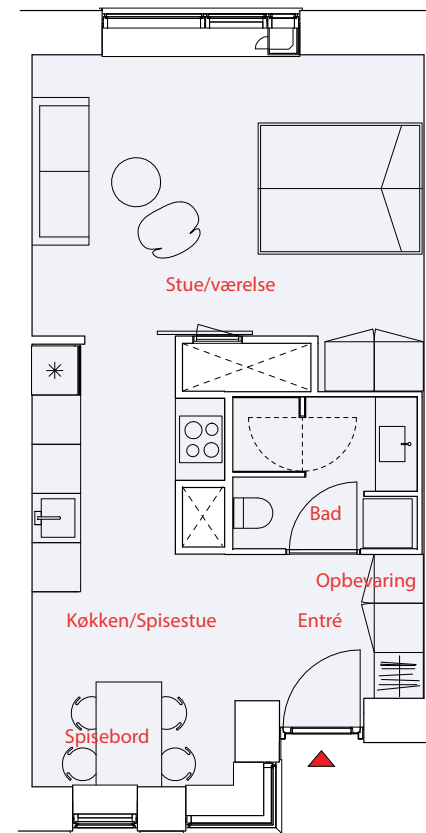 Stue/værelse
Bad
Opbevaring
Køkken/Spisestue
Entré
Spisebord